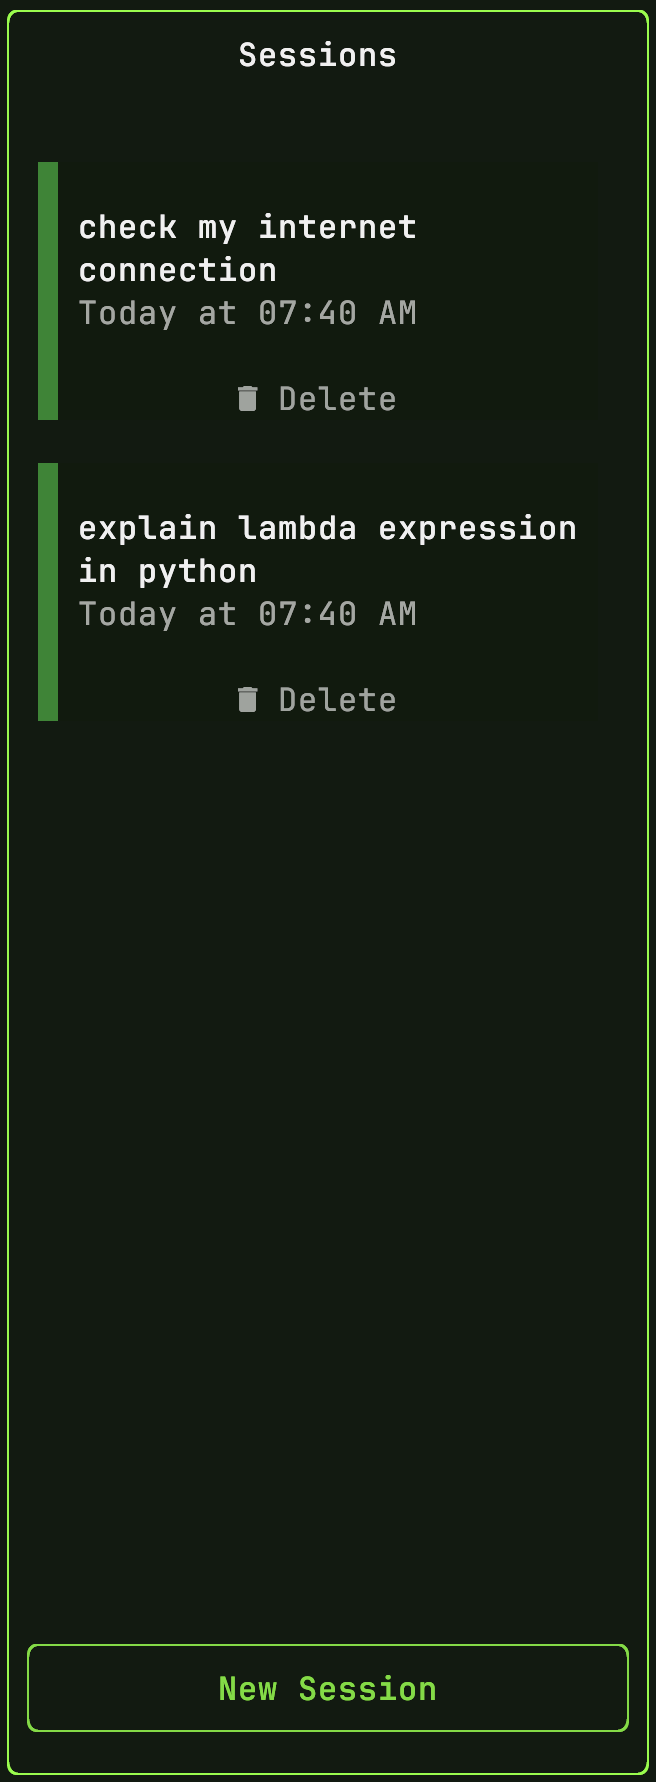 Sessions
check my internet
connection
Today at 07:40 AM
Delete
explain lambda expression
in python
Today at 07:40 AM
Delete
New Session